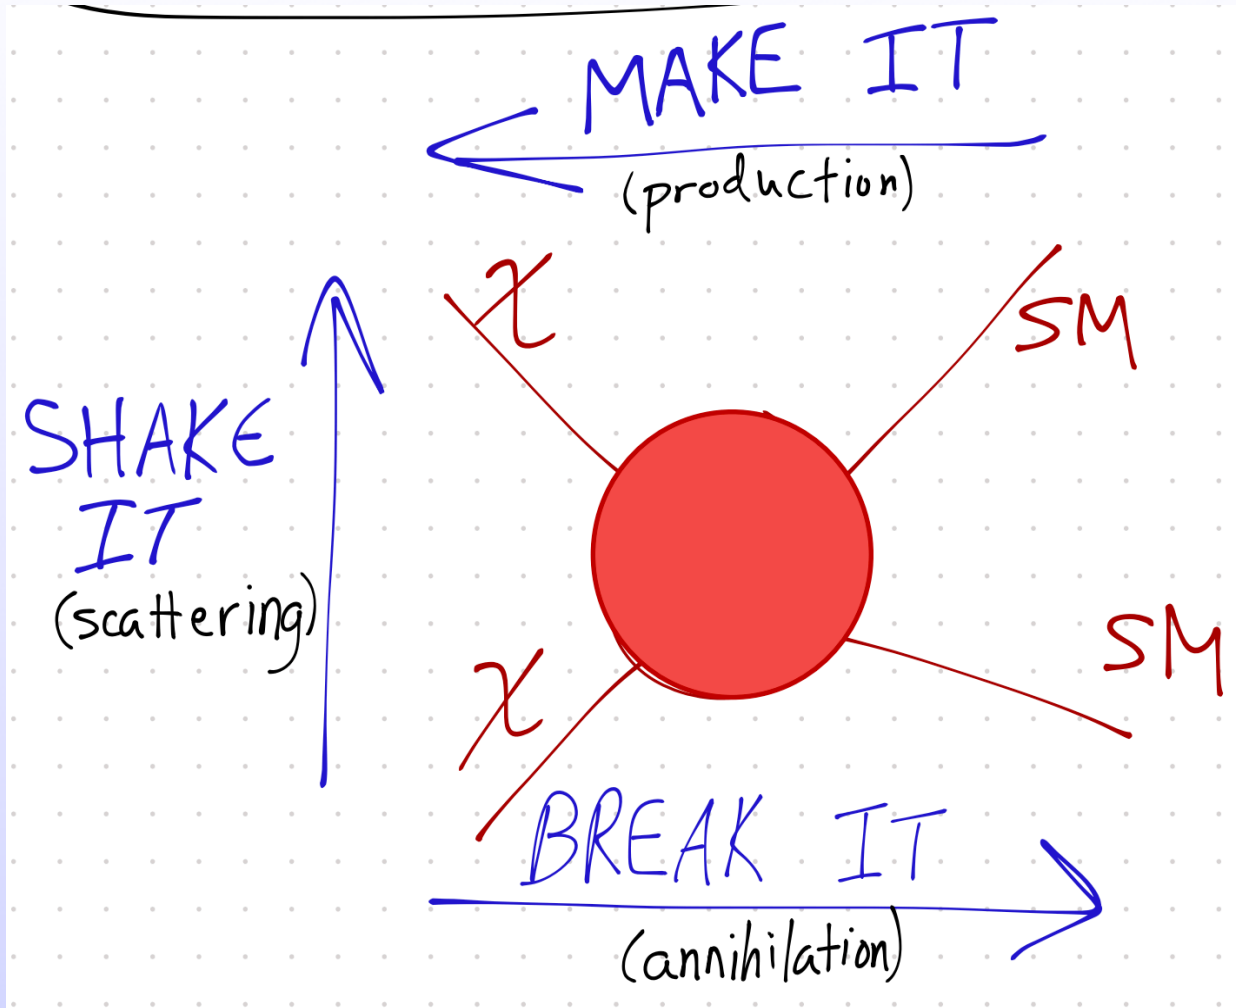 MAKE IT
(production)
χ
SM
SHAKE
IT
(scattering)
χ
SM
BREAK IT
(annihilation)